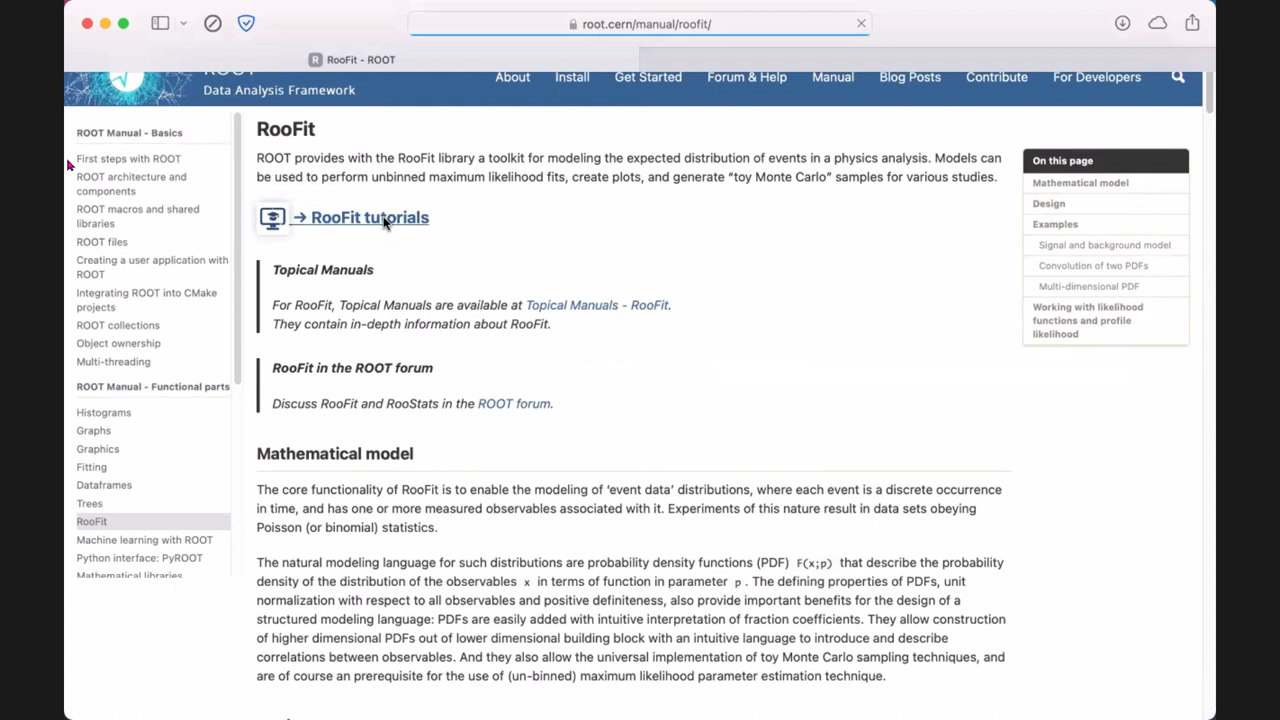 root.cern/manual/roofit/
RooFit - ROOT
Data Analysis Framework
About Install Get Started Forum & Help Manual Blog Posts Contribute For Developers
ROOT Manual - Basics
First steps with ROOT
ROOT architecture and
components
ROOT macros and shared
libraries
ROOT files
Creating a user application with
ROOT
Integrating ROOT into CMake
projects
ROOT collections
Object ownership
Multi-threading
ROOT Manual - Functional parts
Histograms
Graphs
Graphics
Fitting
Dataframes
Trees
RooFit
Machine learning with ROOT
Python interface: PyROOT
Mathematical libraries
RooFit
ROOT provides with the RooFit library a toolkit for modeling the expected distribution of events in a physics analysis. Models can
be used to perform unbinned maximum likelihood fits, create plots, and generate “toy Monte Carlo” samples for various studies.
→ RooFit tutorials
Topical Manuals
For RooFit, Topical Manuals are available at Topical Manuals - RooFit.
They contain in-depth information about RooFit.
RooFit in the ROOT forum
Discuss RooFit and RooStats in the ROOT forum.
Mathematical model
The core functionality of RooFit is to enable the modeling of ‘event data’ distributions, where each event is a discrete occurrence
in time, and has one or more measured observables associated with it. Experiments of this nature result in data sets obeying
Poisson (or binomial) statistics.
The natural modeling language for such distributions are probability density functions (PDF) F(x;p) that describe the probability
density of the distribution of the observables x in terms of function in parameter p . The defining properties of PDFs, unit
normalization with respect to all observables and positive definiteness, also provide important benefits for the design of a
structured modeling language: PDFs are easily added with intuitive interpretation of fraction coefficients. They allow construction
of higher dimensional PDFs out of lower dimensional building block with an intuitive language to introduce and describe
correlations between observables. And they also allow the universal implementation of toy Monte Carlo sampling techniques, and
are of course an prerequisite for the use of (un-binned) maximum likelihood parameter estimation technique.
On this page
Mathematical model
Design
Examples
Signal and background model
Convolution of two PDFs
Multi-dimensional PDF
Working with likelihood
functions and profile
likelihood